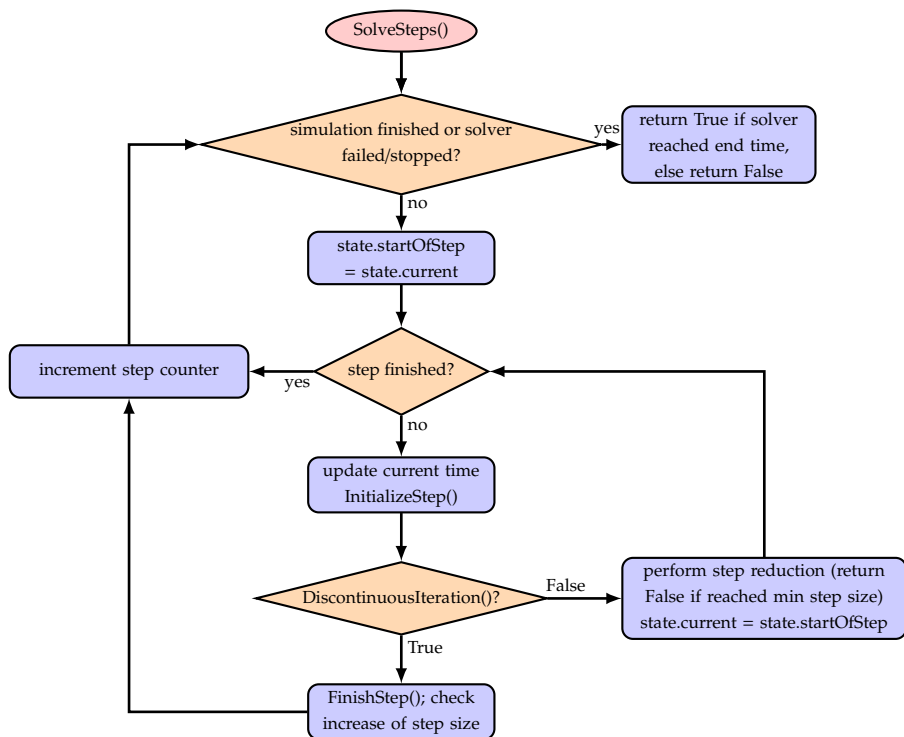 SolveSteps()
simulation finished or solver
failed/stopped?
yes
return True if solver
reached end time,
else return False
no
state.startOfStep
= state.current
increment step counter
yes
step finished?
no
update current time
InitializeStep()
DiscontinuousIteration()?
False
perform step reduction (return
False if reached min step size)
state.current = state.startOfStep
True
FinishStep(); check
increase of step size